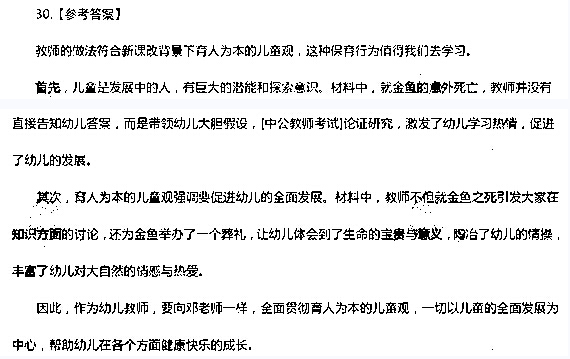 30.【参考答案】
教师的做法符合新课改背景下育人为本的儿童观，这种保育行为值得我们去学习。
首先，儿童是发展中的人，有巨大的潜能和探索意识。材料中，就金鱼的意外死亡，教师并没有
直接告知幼儿答案，而是带领幼儿大胆假设，[中公教师考试]论证研究，激发了幼儿学习热情，促进
了幼儿的发展。
其次，育人为本的儿童观强调要促进幼儿的全面发展。材料中，教师不但就金鱼之死引发大家在
知识方面的讨论，还为金鱼举办了一个葬礼，让幼儿体会到了生命的宝贵与意义，陶冶了幼儿的情操，
丰富了幼儿对大自然的情感与热爱。
因此，作为幼儿教师，要向邓老师一样，全面贯彻育人为本的儿童观，一切以儿童的全面发展为
中心，帮助幼儿在各个方面健康快乐的成长。